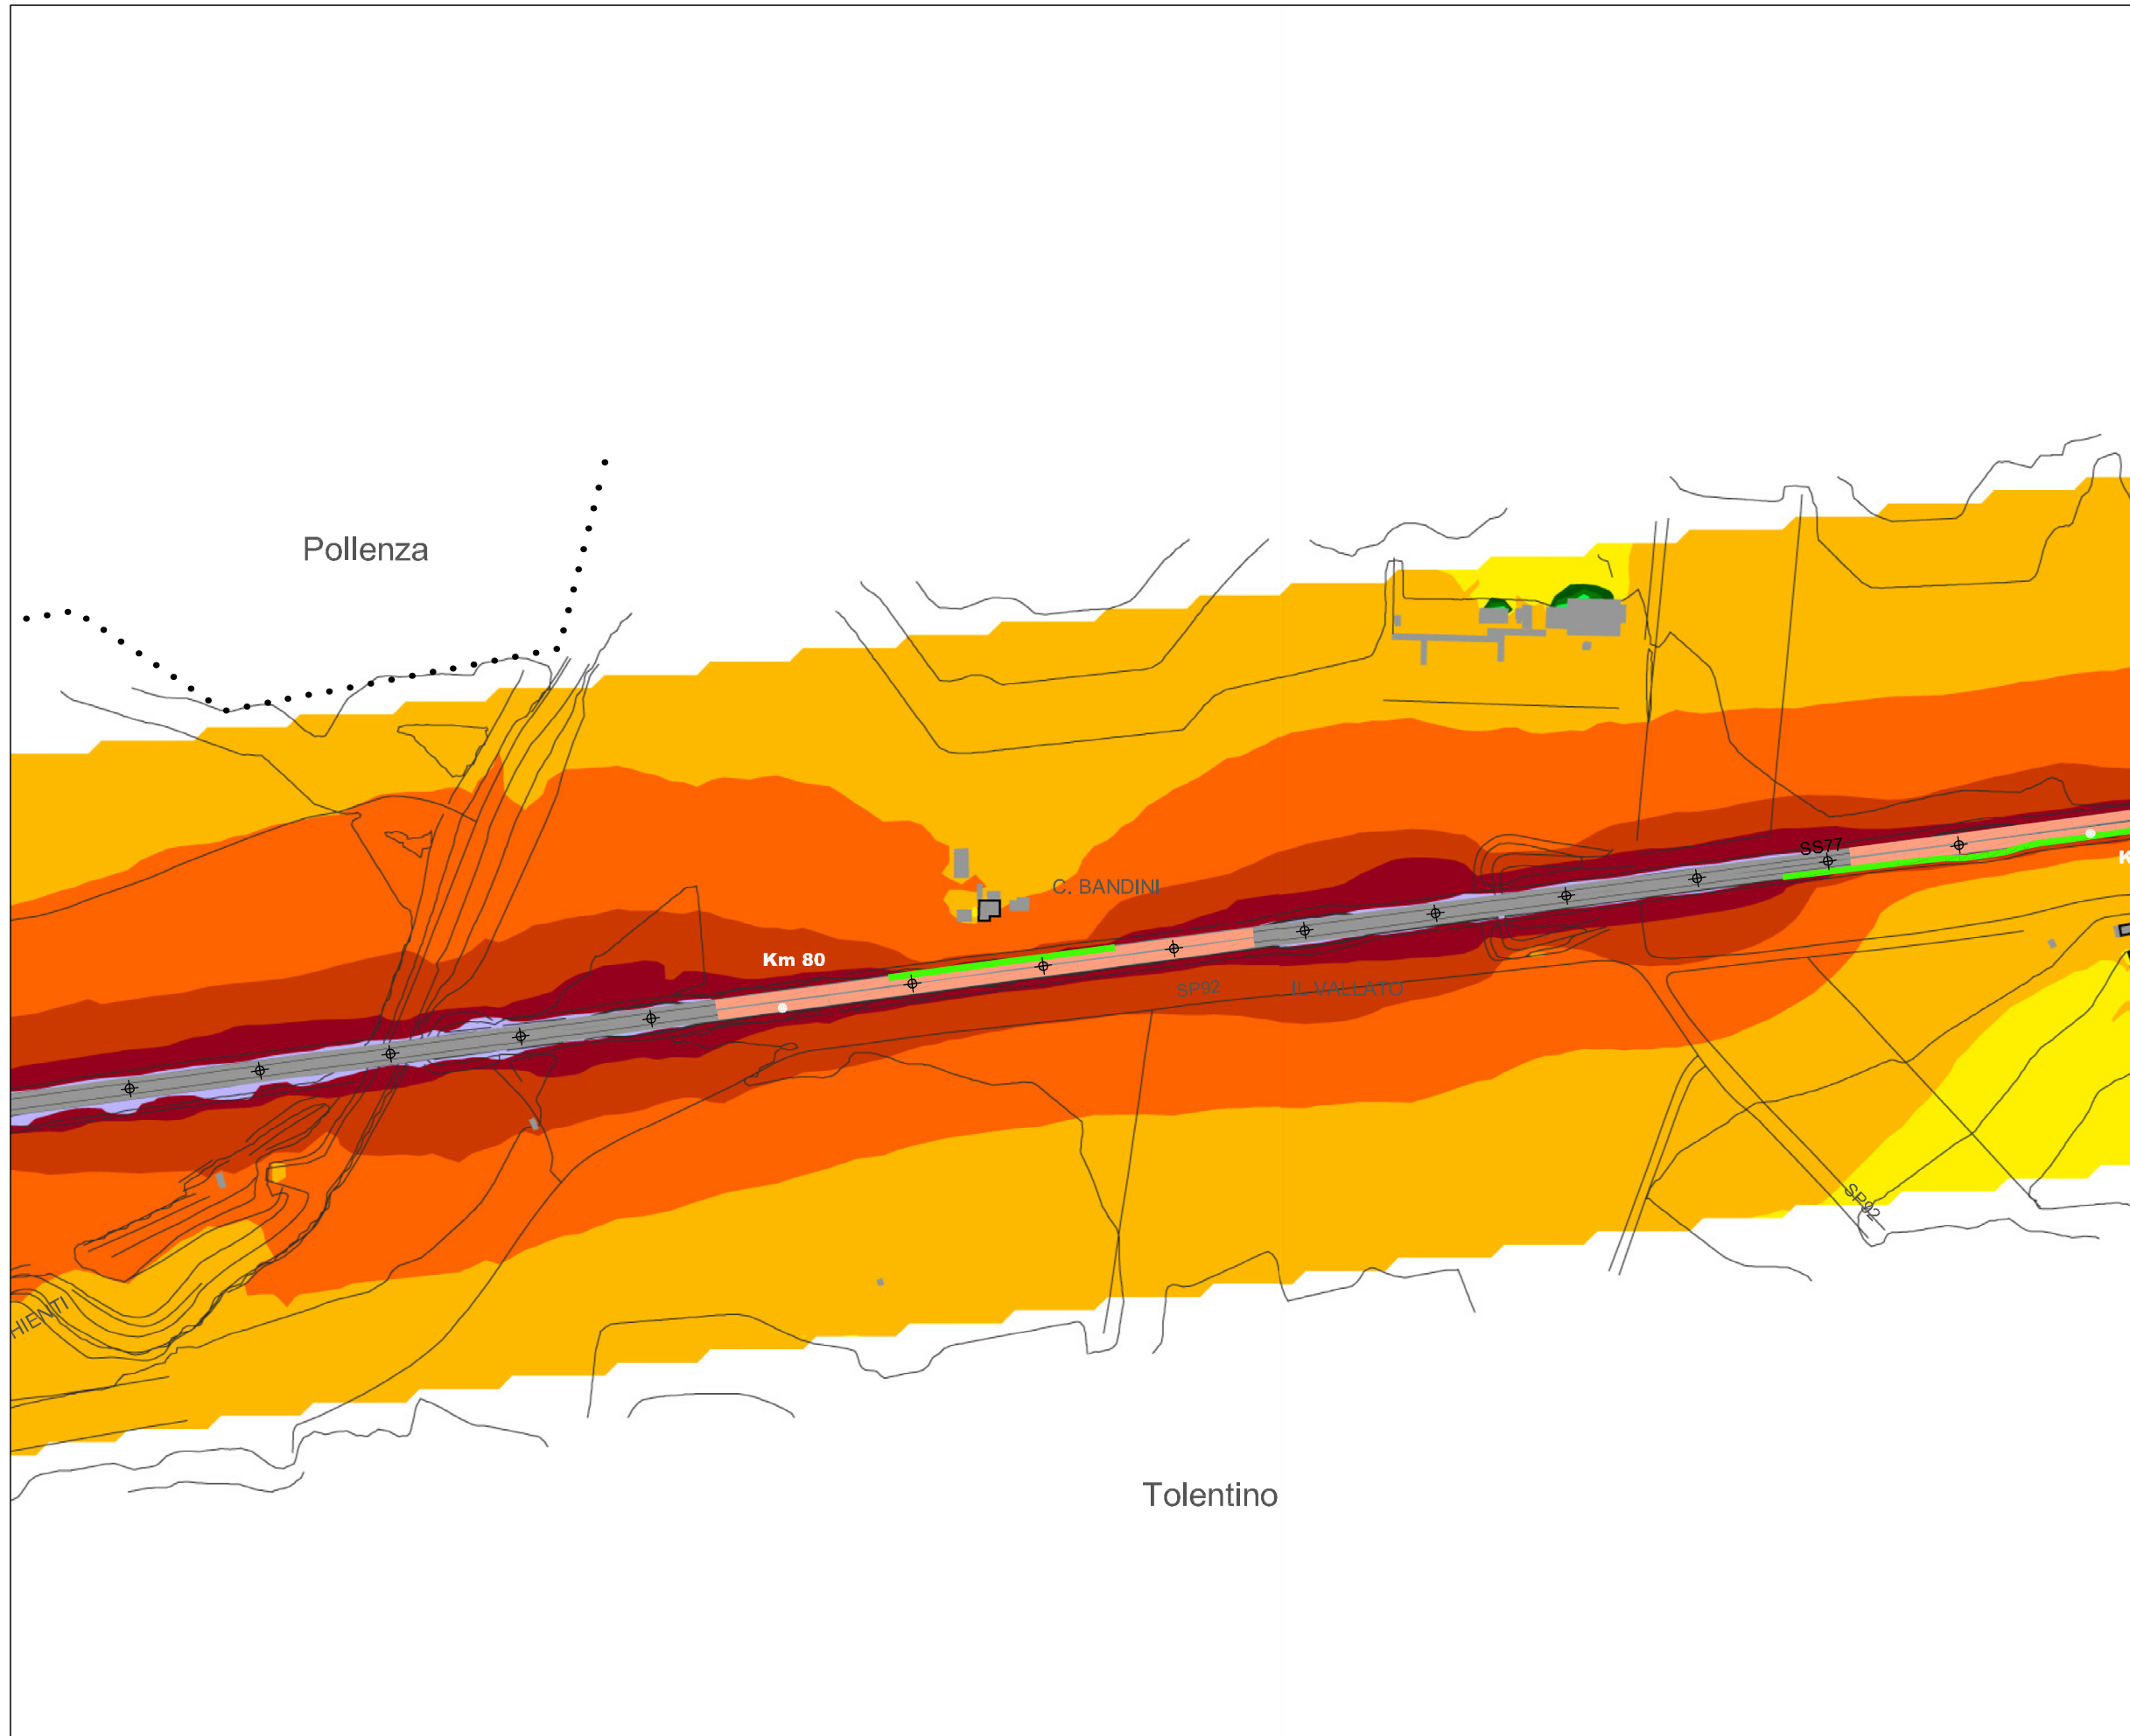 Pollenza
SS77
C. BANDINI
Km 80
SP92
IL VALLATO
SP92
HIENTI
Tolentino